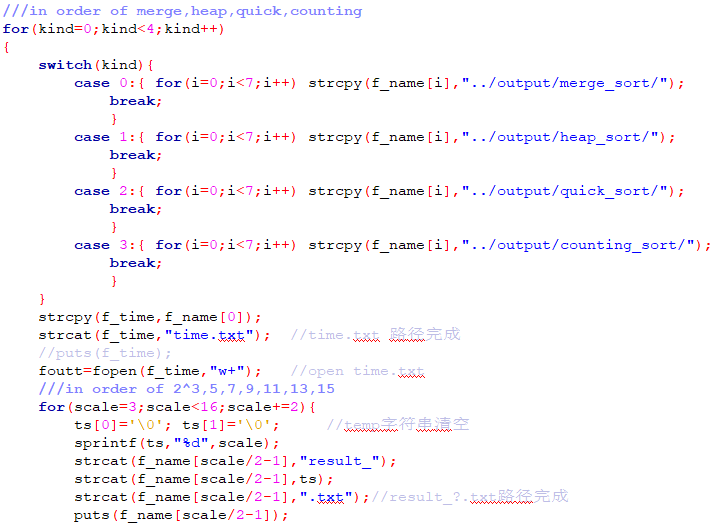 ///in order of merge,heap,quick,counting
for(kind=0;kind<4;kind++)
{
    switch(kind){
        case 0:{ for(i=0;i<7;i++) strcpy(f_name[i],"../output/merge_sort/");
            break;
            }
        case 1:{ for(i=0;i<7;i++) strcpy(f_name[i],"../output/heap_sort/");
            break;
            }
        case 2:{ for(i=0;i<7;i++) strcpy(f_name[i],"../output/quick_sort/");
            break;
            }
        case 3:{ for(i=0;i<7;i++) strcpy(f_name[i],"../output/counting_sort/");
            break;
            }
    }
    strcpy(f_time,f_name[0]);
    strcat(f_time,"time.txt");  //time.txt 路径完成
    //puts(f_time);
    foutt=fopen(f_time,"w+");   //open time.txt
    ///in order of 2^3,5,7,9,11,13,15
    for(scale=3;scale<16;scale+=2){
        ts[0]='\0'; ts[1]='\0';     //temp字符串清空
        sprintf(ts,"%d",scale);
        strcat(f_name[scale/2-1],"result_");
        strcat(f_name[scale/2-1],ts);
        strcat(f_name[scale/2-1],".txt");//result_?.txt路径完成
        puts(f_name[scale/2-1]);